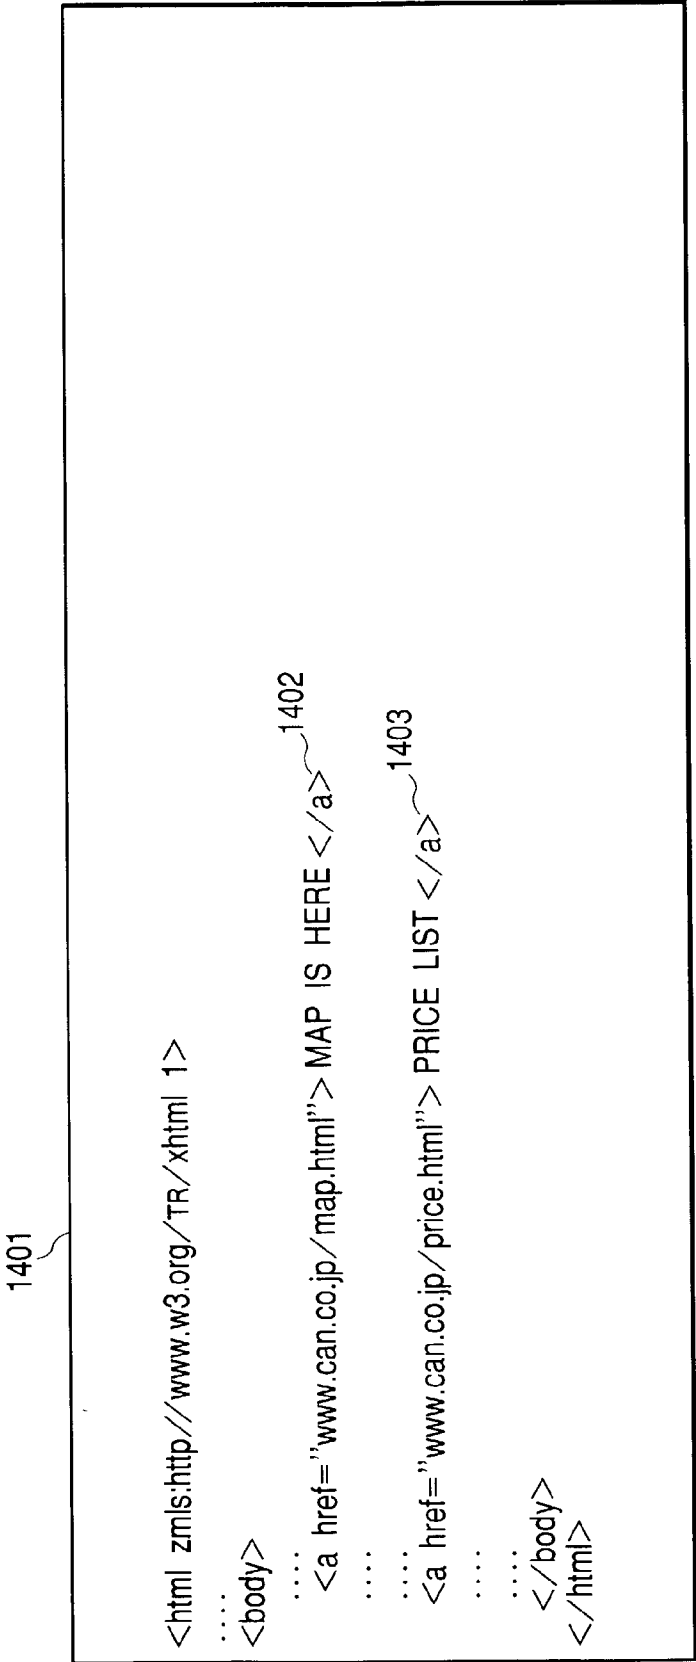 1401
<html zmls:http//www.w3.org/TR/xhtml 1>
....
<body>
....
<a href="www.can.co.jp/map.html">MAP IS HERE</a> 1402
....
....
<a href="www.can.co.jp/price.html">PRICE LIST</a> 1403
....
....
</body>
</html>